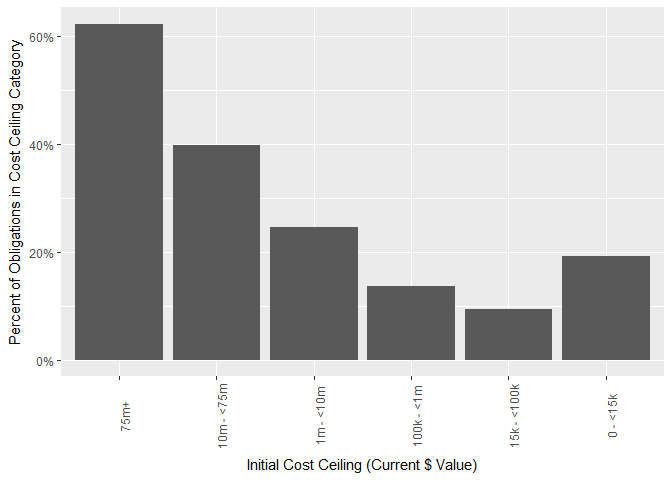 Percent of Obligations in Cost Ceiling Category
60%
40%
20%
0%
75m+
10m - <75m
1m - <10m
100k - <1m
15k - <100k
0 - <15k
Initial Cost Ceiling (Current $ Value)